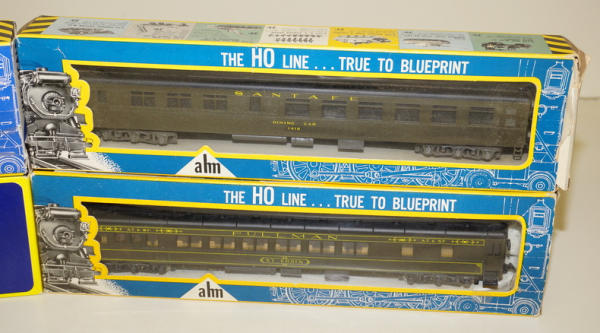 THE HO LINE... TRUE TO BLUEPRINT
SANTA FE
DINING CAR
1418
ahm
THE HO LINE... TRUE TO BLUEPRINT
PULLMAN
ahm